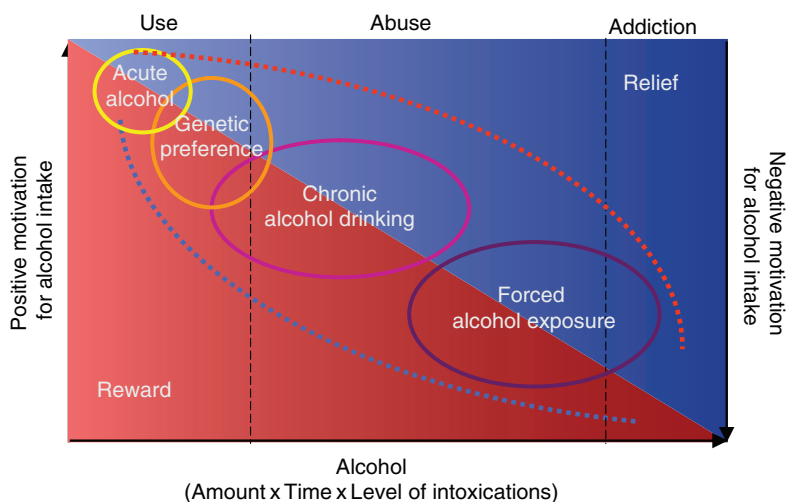 Use
Abuse
Addiction
Acute
alcohol
Relief
Genetic
preference
Chronic
alcohol drinking
Forced
alcohol exposure
Reward
Positive motivation
for alcohol intake
Negative motivation
for alcohol intake
Alcohol
(Amount x Time x Level of intoxications)